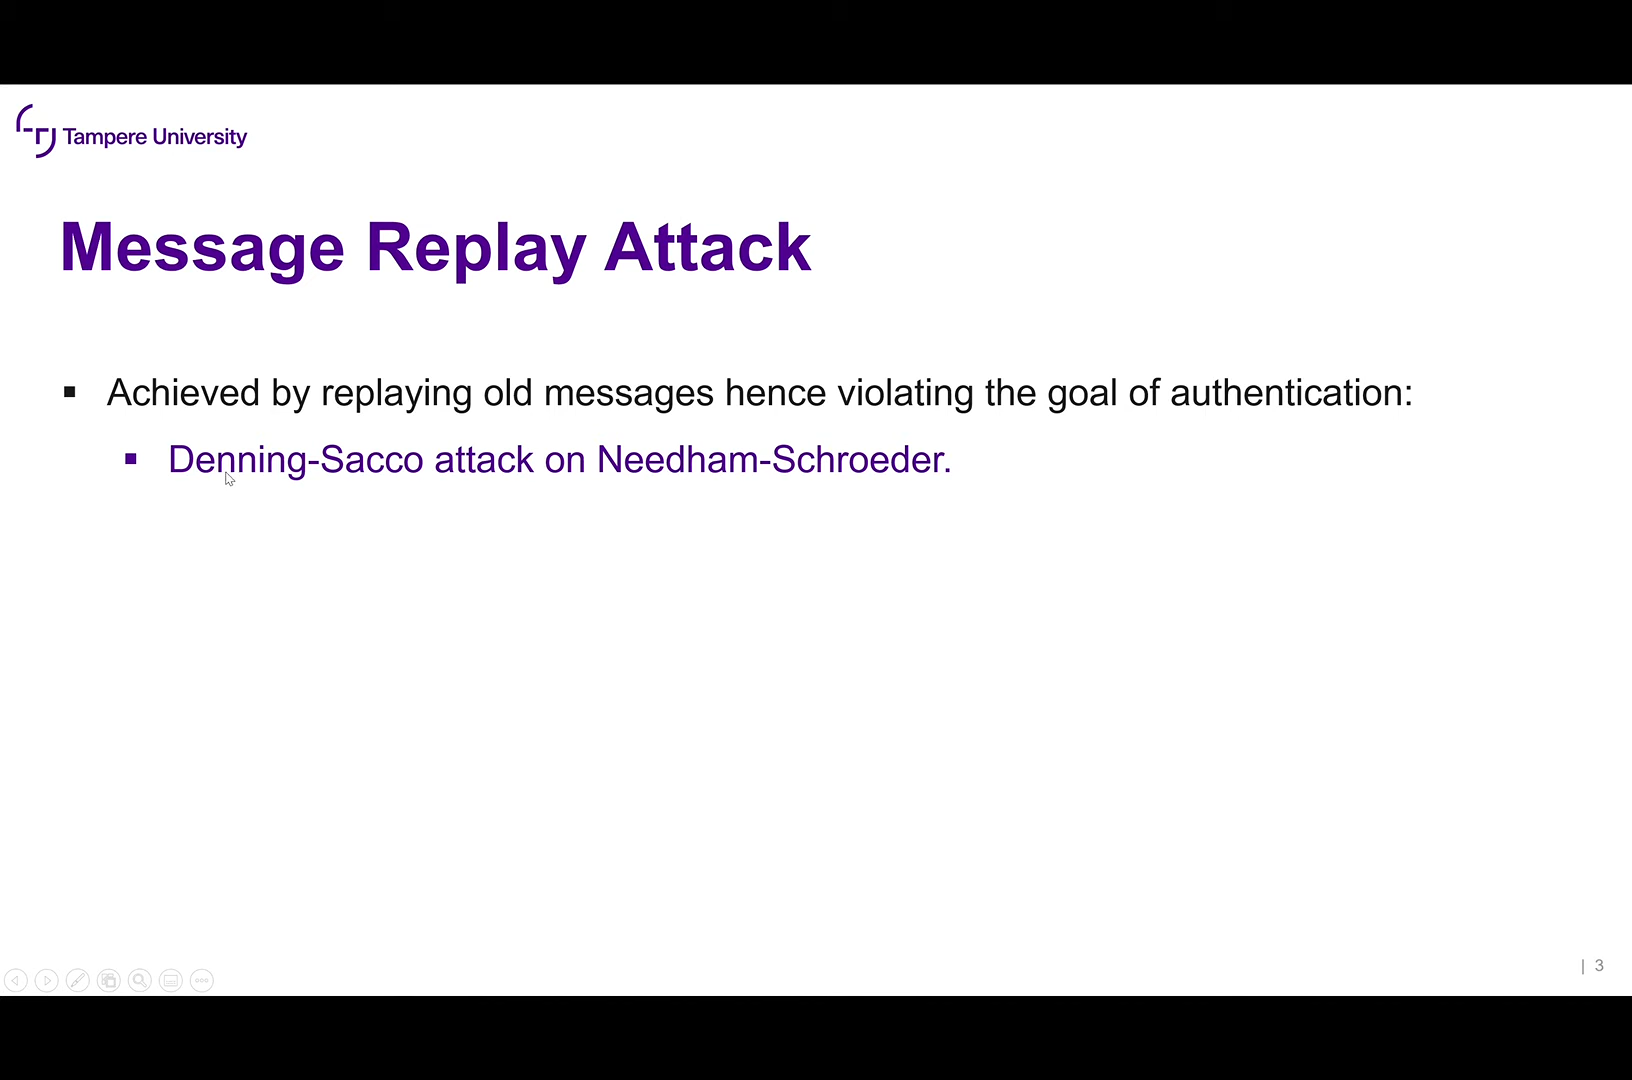 Tampere University
Message Replay Attack
▪ Achieved by replaying old messages hence violating the goal of authentication:
▪ Denning-Sacco attack on Needham-Schroeder.
| 3